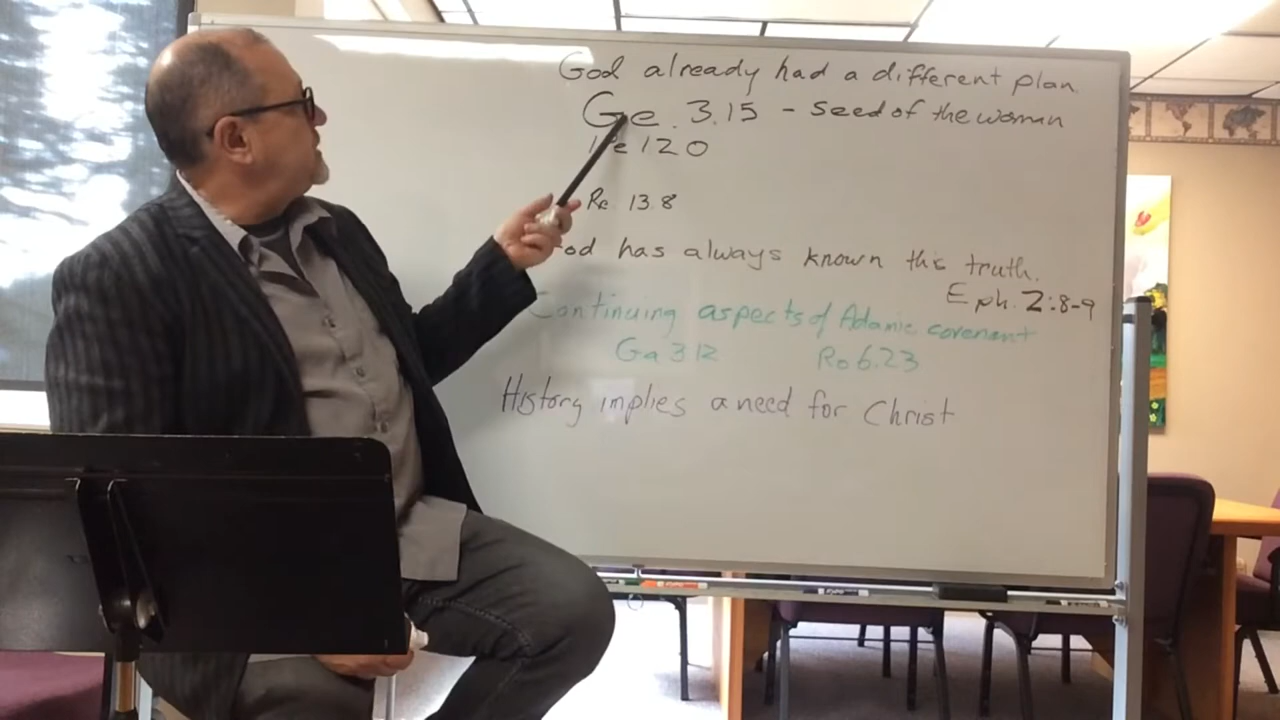 God already had a different plan
Ge. 3.15 - seed of the woman
Pe 1 20
Re 13.8
God has always known this truth.
Eph. 2:8-9
Continuing aspects of Adamic covenant
Ga 3 12 Ro 6.23
History implies a need for Christ